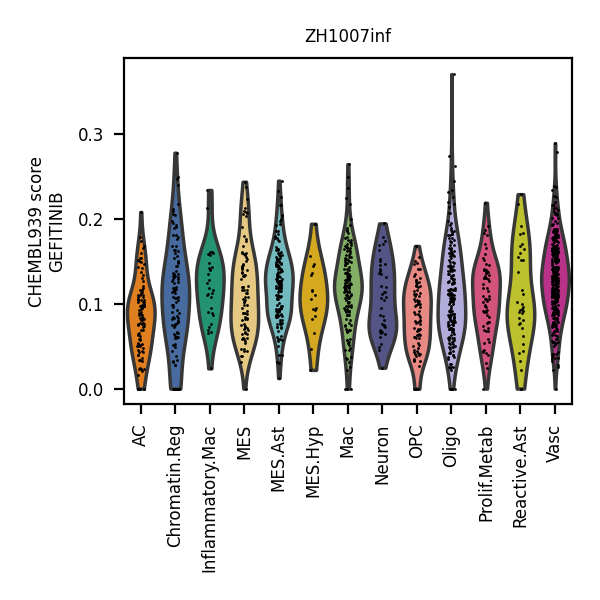 ZH1007inf
CHEMBL939 score
GEFITINIB
0.3
0.2
0.1
0.0
AC
Chromatin.Reg
Inflammatory.Mac
MES
MES.Ast
MES.Hyp
Mac
Neuron
OPC
Oligo
Prolif.Metab
Reactive.Ast
Vasc